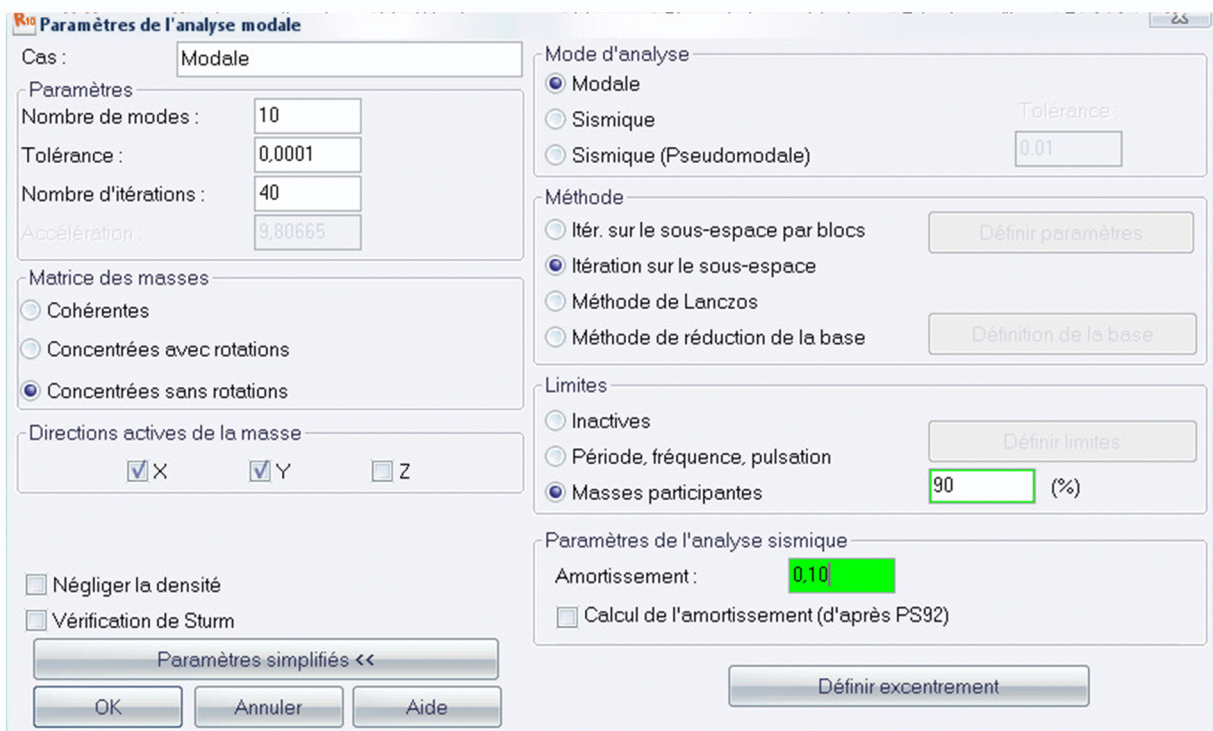 R10 Paramètres de l'analyse modale
Cas :
Modale
Paramètres
Nombre de modes :
10
Tolérance :
0,0001
Nombre d'itérations :
40
Accélération :
9,80665
Matrice des masses
Cohérentes
Concentrées avec rotations
Concentrées sans rotations
Directions actives de la masse
X Y Z
Négliger la densité
Vérification de Sturm
Paramètres simplifiés <<
OK Annuler Aide
Mode d'analyse
Modale
Sismique
Sismique (Pseudomodale)
Tolérance :
0.01
Méthode
Itér. sur le sous-espace par blocs
Définir paramètres
Itération sur le sous-espace
Méthode de Lanczos
Méthode de réduction de la base
Définition de la base
Limites
Inactives
Définir limites
Période, fréquence, pulsation
Masses participantes
90 (%)
Paramètres de l'analyse sismique
Amortissement :
0,10
Calcul de l'amortissement (d'après PS92)
Définir excentrement